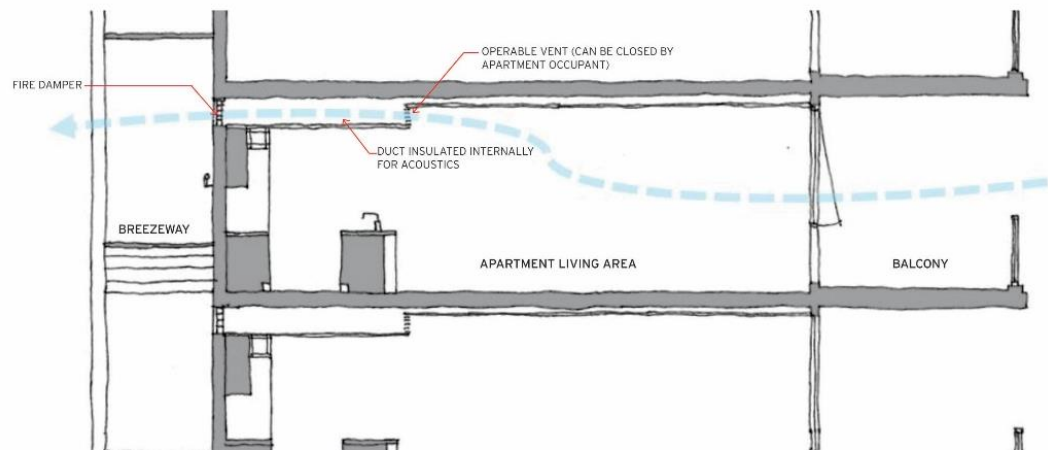 OPERABLE VENT (CAN BE CLOSED BY
APARTMENT OCCUPANT)
FIRE DAMPER
DUCT INSULATED INTERNALLY
FOR ACOUSTICS
BREEZEWAY
APARTMENT LIVING AREA
BALCONY